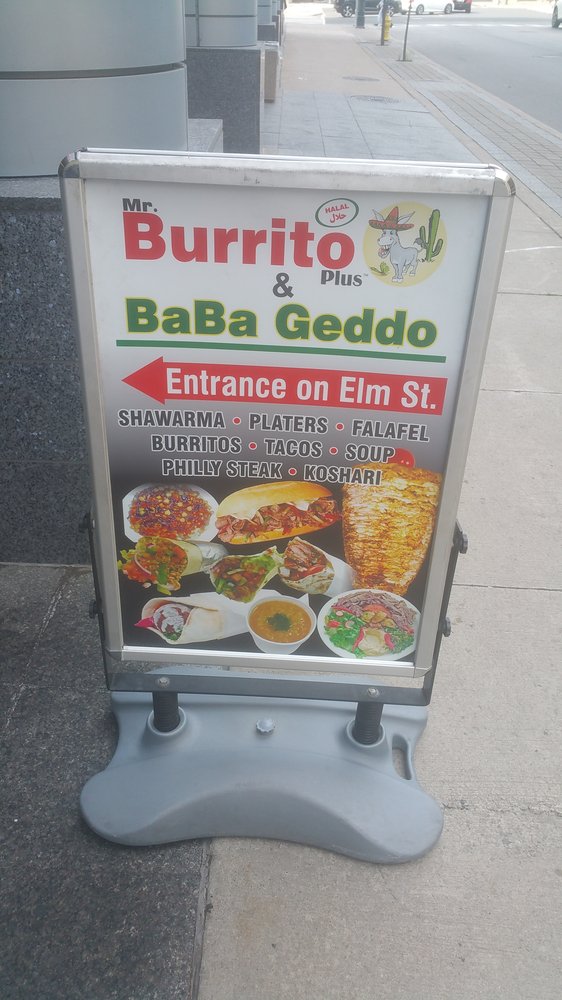 Mr.
HALAL
حلال
Burrito
Plus™
&
BaBa Geddo
Entrance on Elm St.
SHAWARMA • PLATERS • FALAFEL
BURRITOS • TACOS • SOUP
PHILLY STEAK • KOSHARI